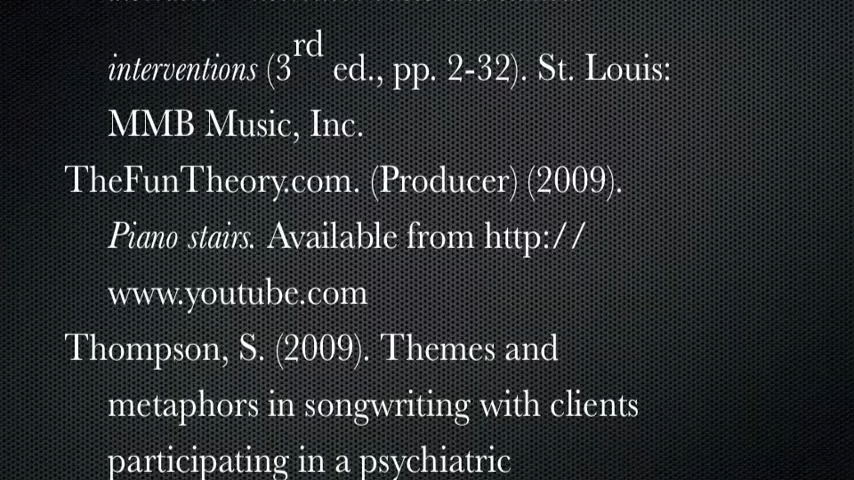 interventions (3rd ed., pp. 2-32). St. Louis:
MMB Music, Inc.
TheFunTheory.com. (Producer) (2009).
Piano stairs. Available from http://
www.youtube.com
Thompson, S. (2009). Themes and
metaphors in songwriting with clients
participating in a psychiatric